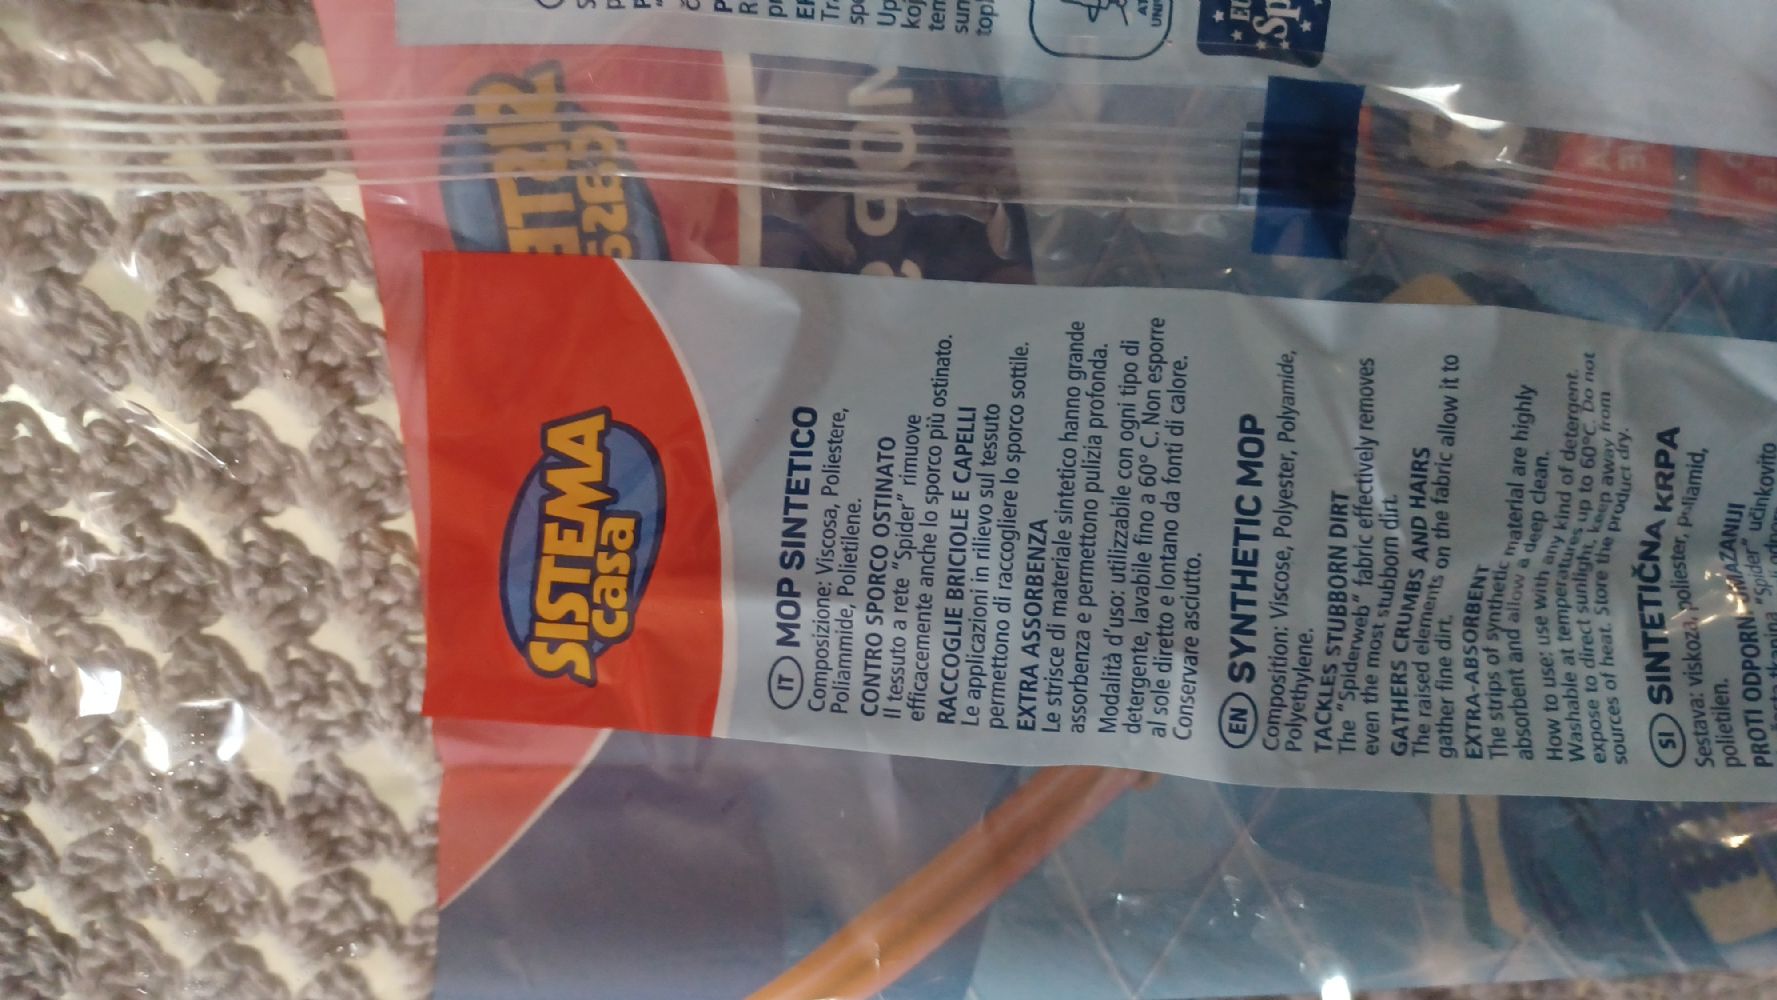 SISTEMA
casa
IT MOP SINTETICO
Composizione: Viscosa, Poliestere,
Poliammide, Polietilene.
CONTRO SPORCO OSTINATO
Il tessuto a rete "Spider" rimuove
efficacemente anche lo sporco più ostinato.
RACCOGLIE BRICIOLE E CAPELLI
Le applicazioni in rilievo sul tessuto
permettono di raccogliere lo sporco sottile.
EXTRA ASSORBENZA
Le strisce di materiale sintetico hanno grande
assorbenza e permettono pulizia profonda.
Modalità d'uso: utilizzabile con ogni tipo di
detergente, lavabile fino a 60° C. Non esporre
al sole diretto e lontano da fonti di calore.
Conservare asciutto.
EN SYNTHETIC MOP
Composition: Viscose, Polyester, Polyamide,
Polyethylene.
TACKLES STUBBORN DIRT
The "Spiderweb" fabric effectively removes
even the most stubborn dirt.
GATHERS CRUMBS AND HAIRS
The raised elements on the fabric allow it to
gather fine dirt.
EXTRA-ABSORBENT
The strips of synthetic material are highly
absorbent and allow a deep clean.
How to use: use with any kind of detergent.
Washable at temperatures up to 60°C. Do not
expose to direct sunlight, keep away from
sources of heat. Store the product dry.
SI SINTETIČNA KRPA
Sestava: viskoza, poliester, poliamid,
polietilen.
PROTI ODPORNI UMAZANIJI
"Spider" učinkovito